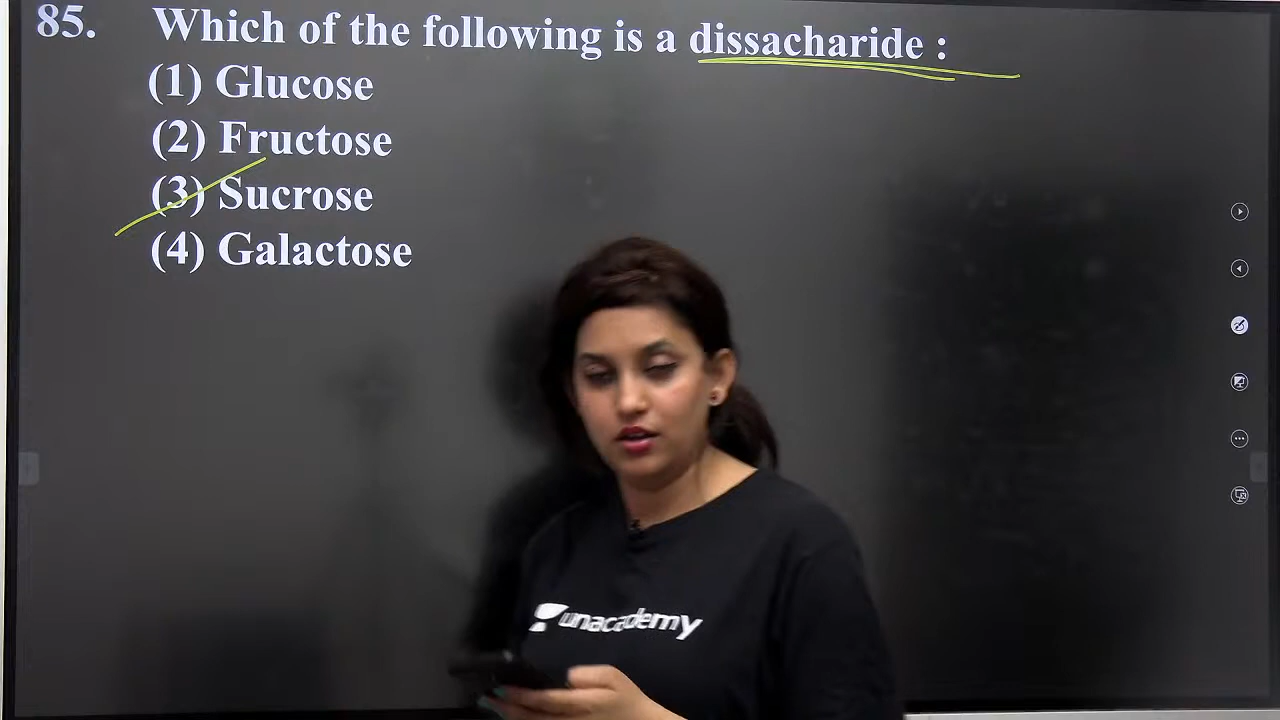 85. Which of the following is a dissacharide :
(1) Glucose
(2) Fructose
(3) Sucrose
(4) Galactose
unacademy